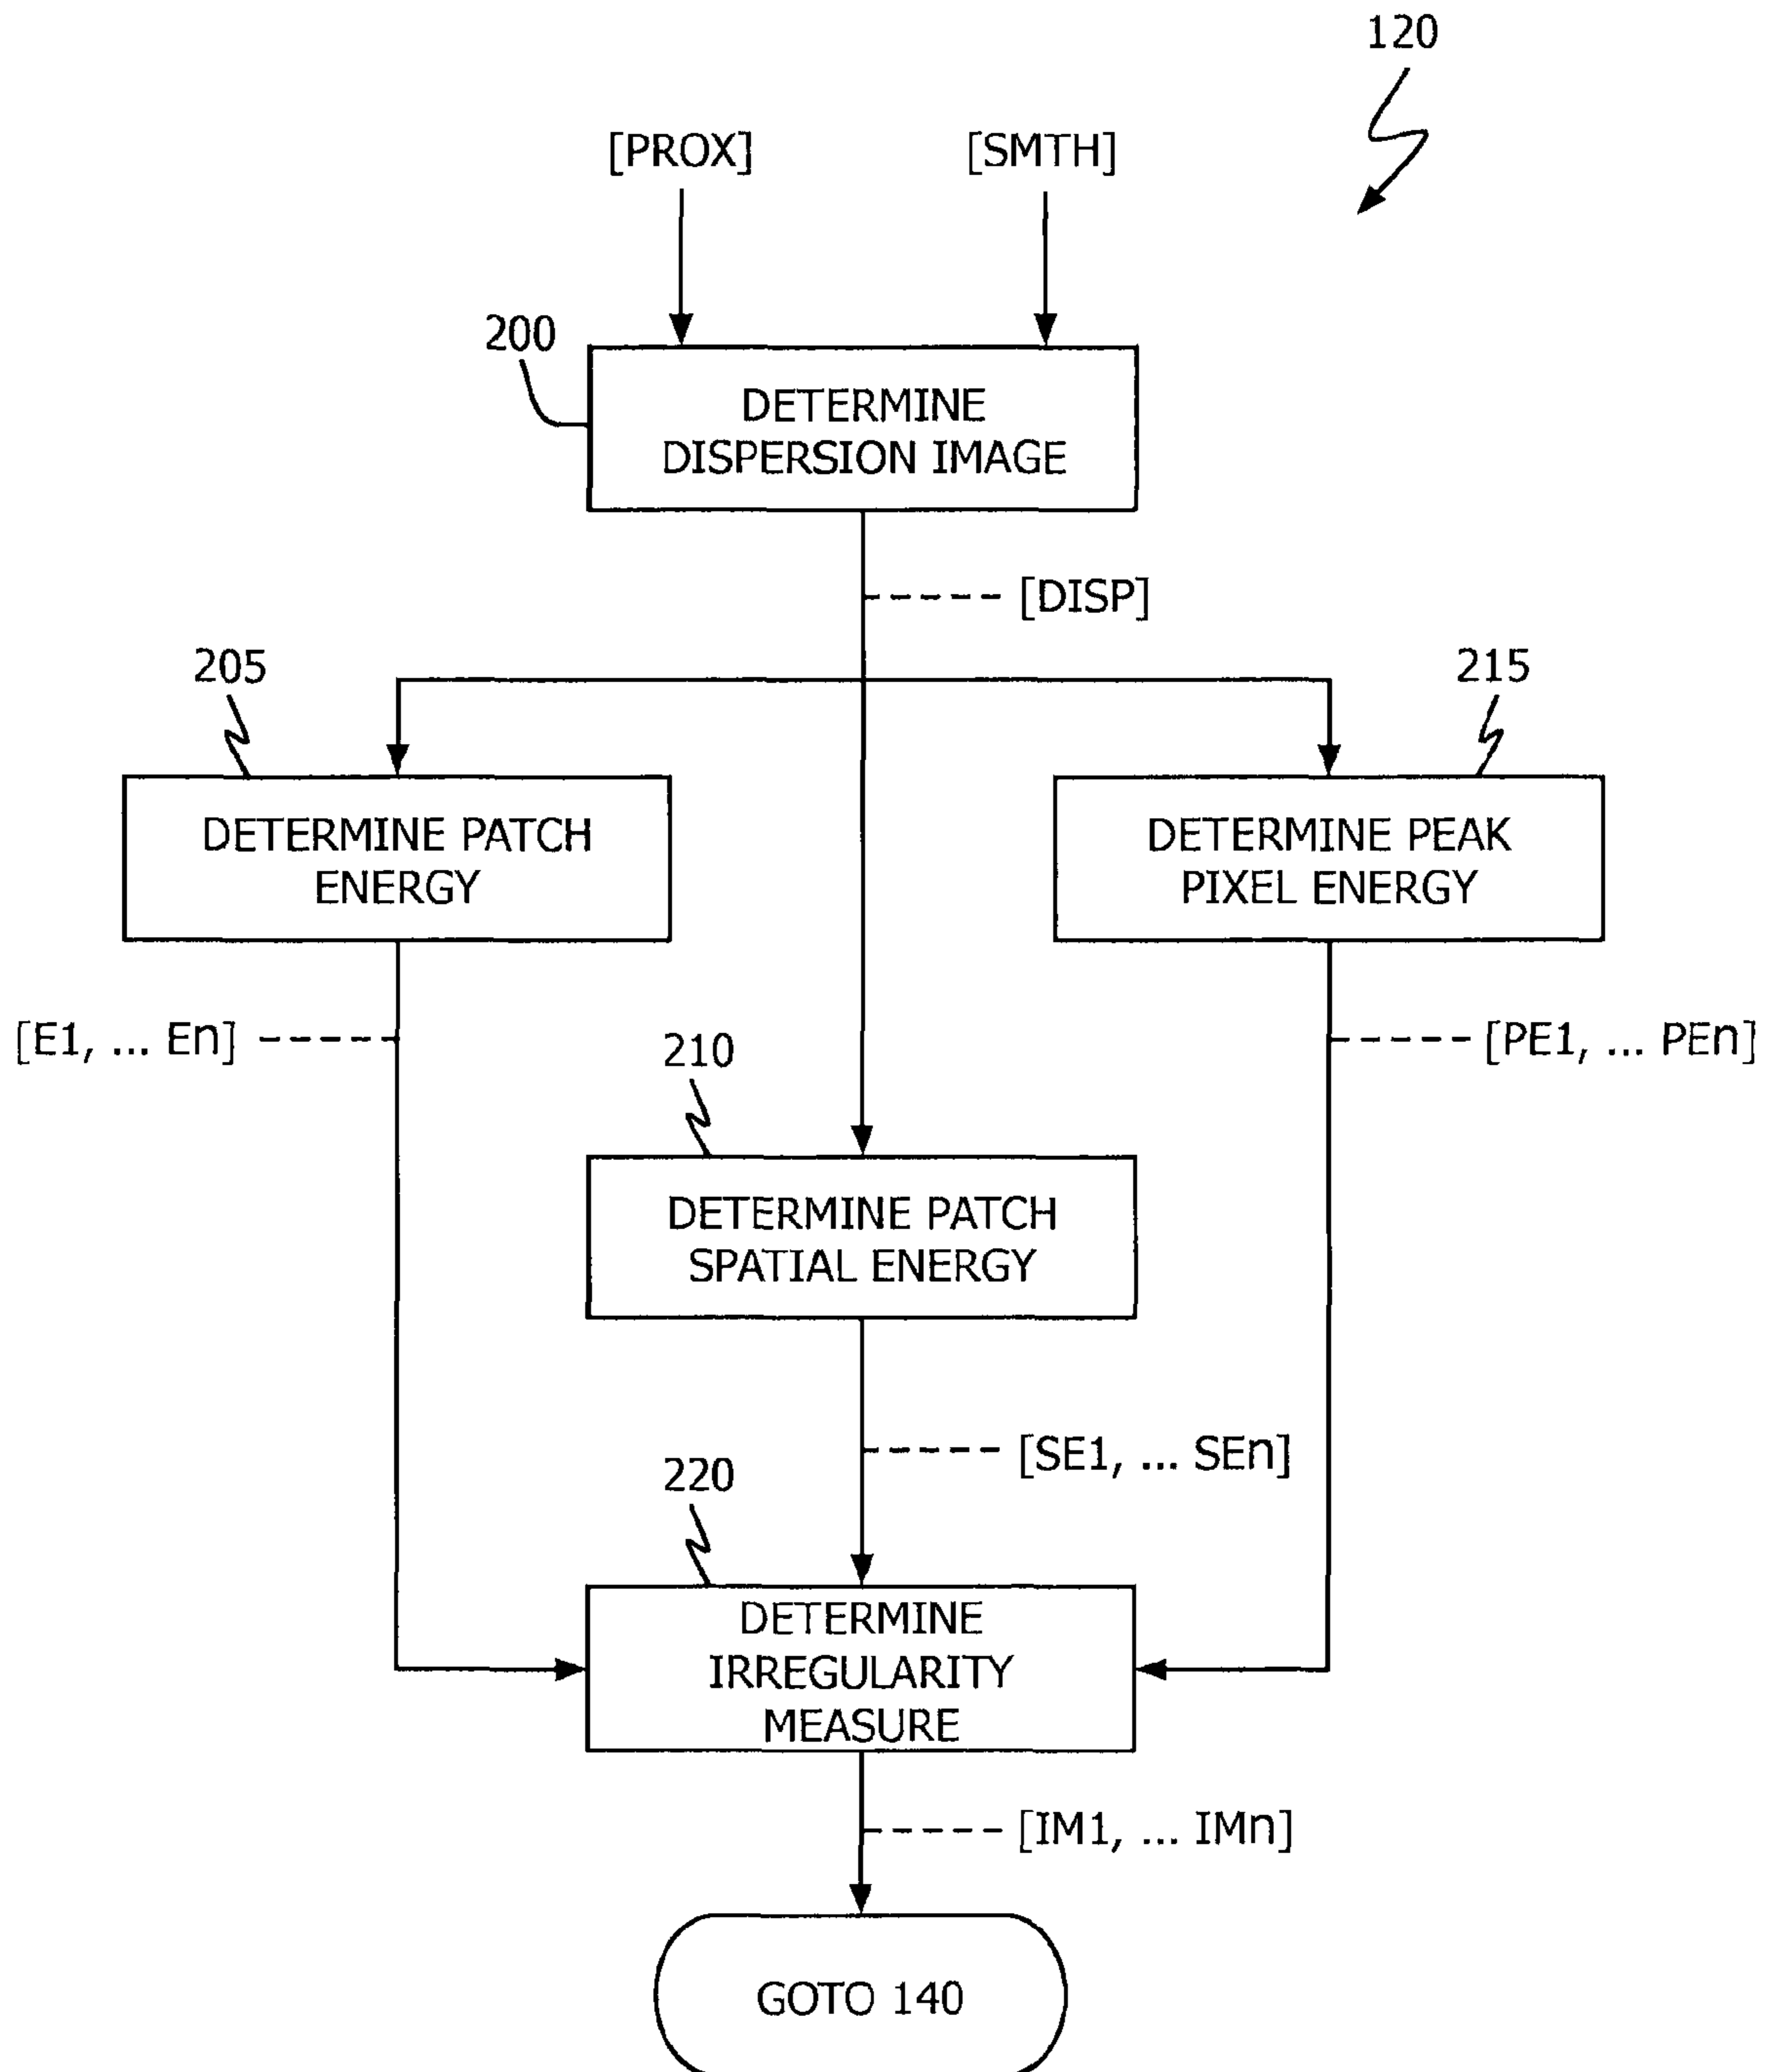 120
[PROX]
[SMTH]
200
DETERMINE
DISPERSION IMAGE
[DISP]
205
215
DETERMINE PATCH
ENERGY
DETERMINE PEAK
PIXEL ENERGY
[E1, ... En]
210
[PE1, ... PEn]
DETERMINE PATCH
SPATIAL ENERGY
[SE1, ... SEn]
220
DETERMINE
IRREGULARITY
MEASURE
[IM1, ... IMn]
GOTO 140